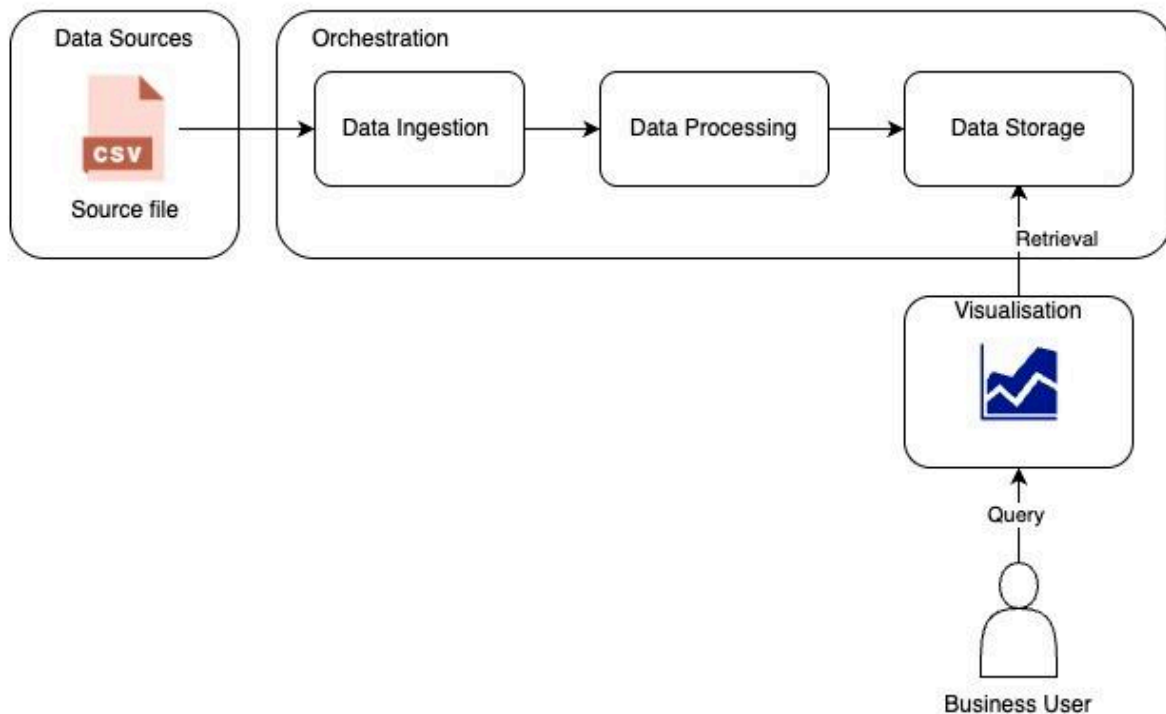 Data Sources
CSV
Source file
Orchestration
Data Ingestion
Data Processing
Data Storage
Retrieval
Visualisation
Query
Business User